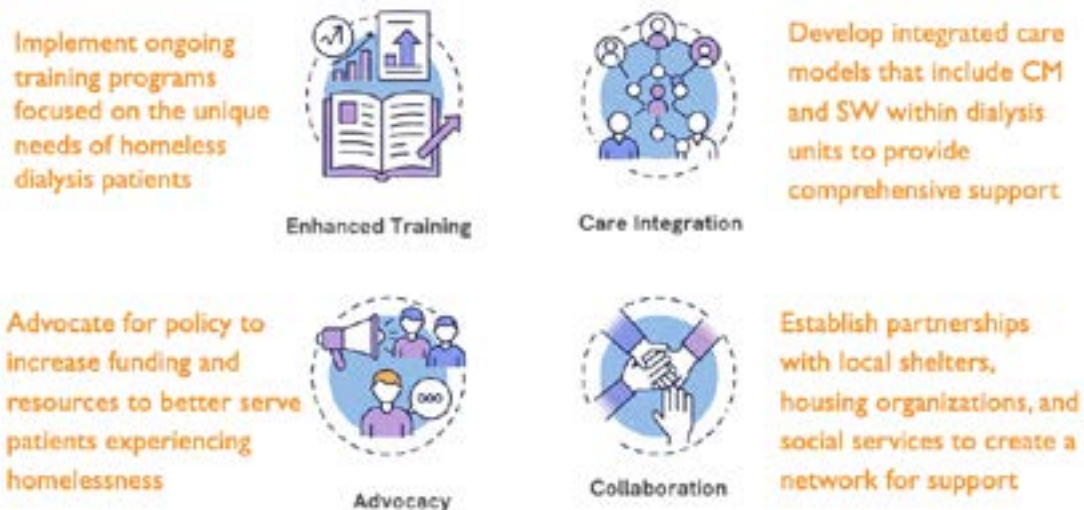 Implement ongoing
training programs
focused on the unique
needs of homeless
dialysis patients
Enhanced Training
Develop integrated care
models that include CM
and SW within dialysis
units to provide
comprehensive support
Care Integration
Advocate for policy to
increase funding and
resources to better serve
patients experiencing
homelessness
Advocacy
Establish partnerships
with local shelters,
housing organizations, and
social services to create a
network for support
Collaboration